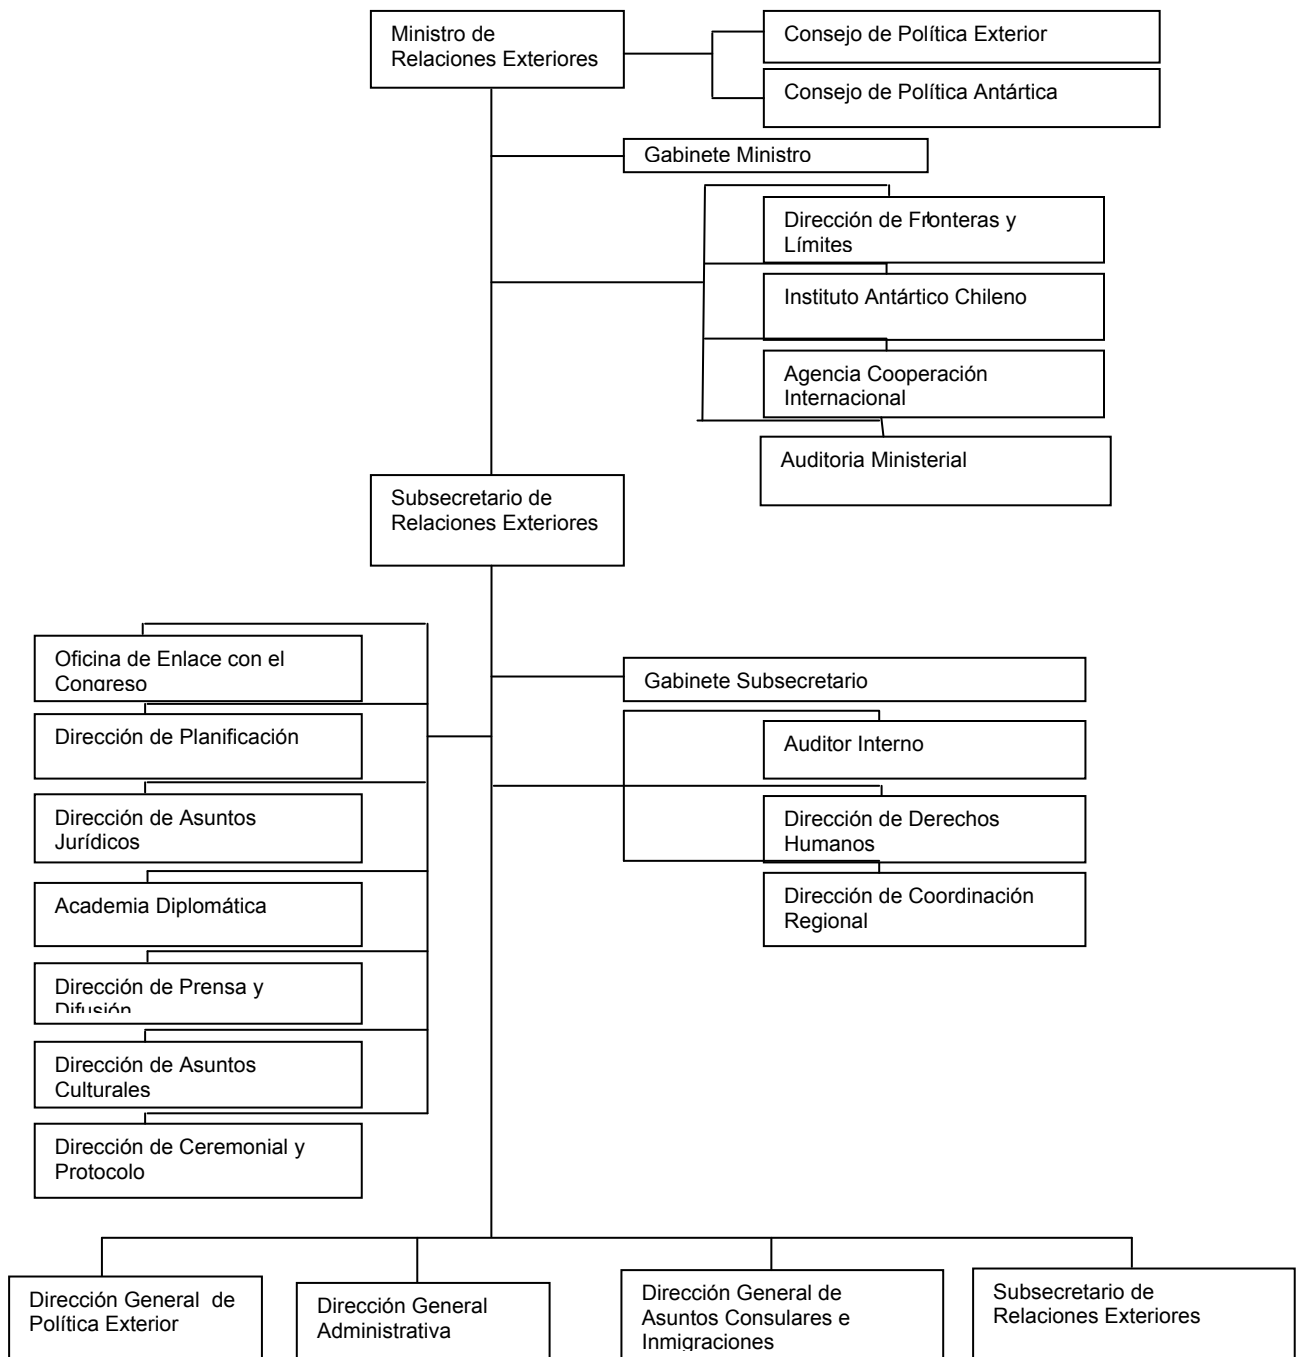 Ministro de
Relaciones Exteriores
Consejo de Política Exterior
Consejo de Política Antártica
Gabinete Ministro
Dirección de Fronteras y
Límites
Instituto Antártico Chileno
Agencia Cooperación
Internacional
Auditoria Ministerial
Subsecretario de
Relaciones Exteriores
Oficina de Enlace con el
Congreso
Dirección de Planificación
Dirección de Asuntos
Jurídicos
Academia Diplomática
Dirección de Prensa y
Difusión
Dirección de Asuntos
Culturales
Dirección de Ceremonial y
Protocolo
Gabinete Subsecretario
Auditor Interno
Dirección de Derechos
Humanos
Dirección de Coordinación
Regional
Dirección General de
Política Exterior
Dirección General
Administrativa
Dirección General de
Asuntos Consulares e
Inmigraciones
Subsecretario de
Relaciones Exteriores